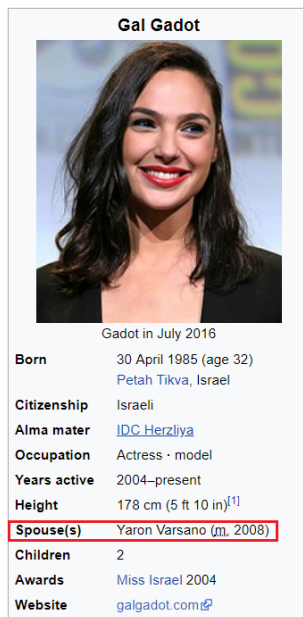 Gal Gadot
Gadot in July 2016
Born 30 April 1985 (age 32)
Petah Tikva, Israel
Citizenship Israeli
Alma mater IDC Herzliya
Occupation Actress · model
Years active 2004–present
Height 178 cm (5 ft 10 in)[1]
Spouse(s) Yaron Varsano (m. 2008)
Children 2
Awards Miss Israel 2004
Website galgadot.com